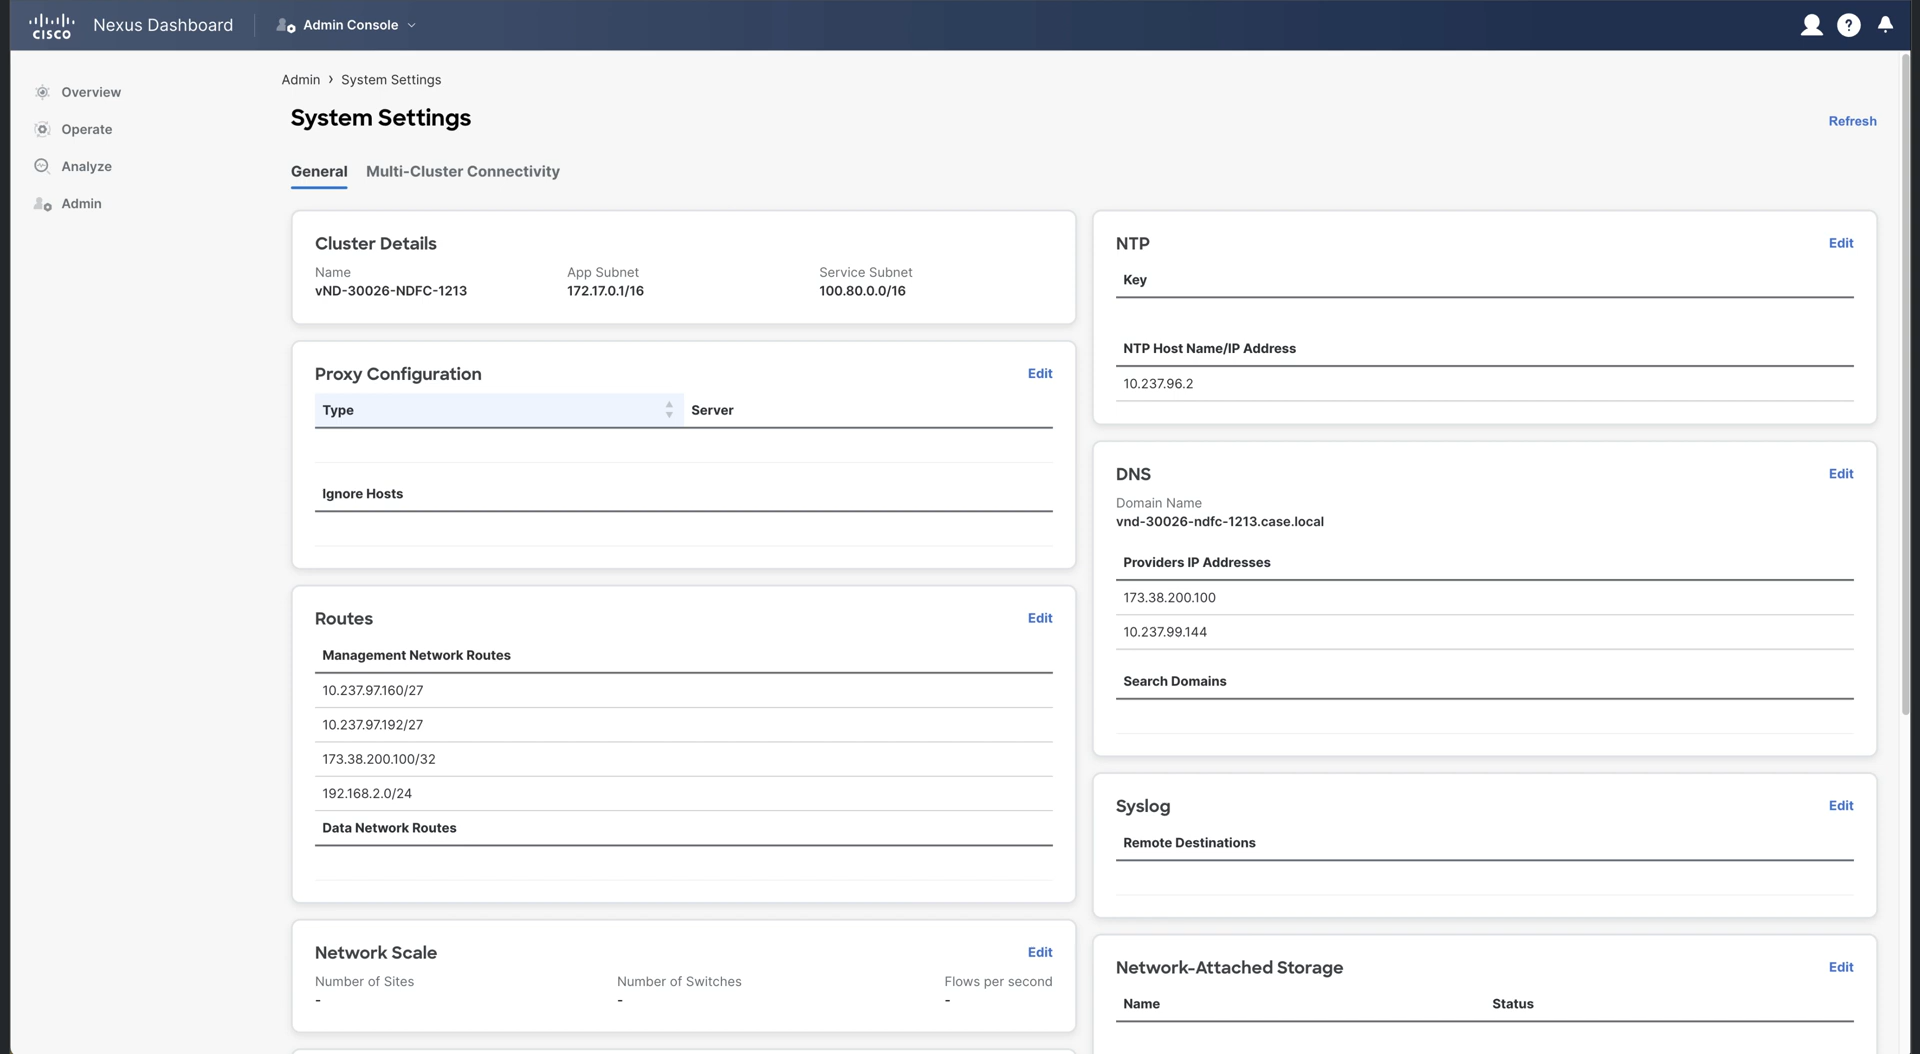 CISCO Nexus Dashboard Admin Console ?
Overview
Operate
Analyze
Admin
Admin › System Settings
System Settings
Refresh
General Multi-Cluster Connectivity
Cluster Details
Name App Subnet Service Subnet
vND-30026-NDFC-1213 172.17.0.1/16 100.80.0.0/16
Proxy Configuration Edit
Type Server
Ignore Hosts
Routes Edit
Management Network Routes
10.237.97.160/27
10.237.97.192/27
173.38.200.100/32
192.168.2.0/24
Data Network Routes
Network Scale Edit
Number of Sites Number of Switches Flows per second
- - -
NTP Edit
Key
NTP Host Name/IP Address
10.237.96.2
DNS Edit
Domain Name
vnd-30026-ndfc-1213.case.local
Providers IP Addresses
173.38.200.100
10.237.99.144
Search Domains
Syslog Edit
Remote Destinations
Network-Attached Storage Edit
Name Status